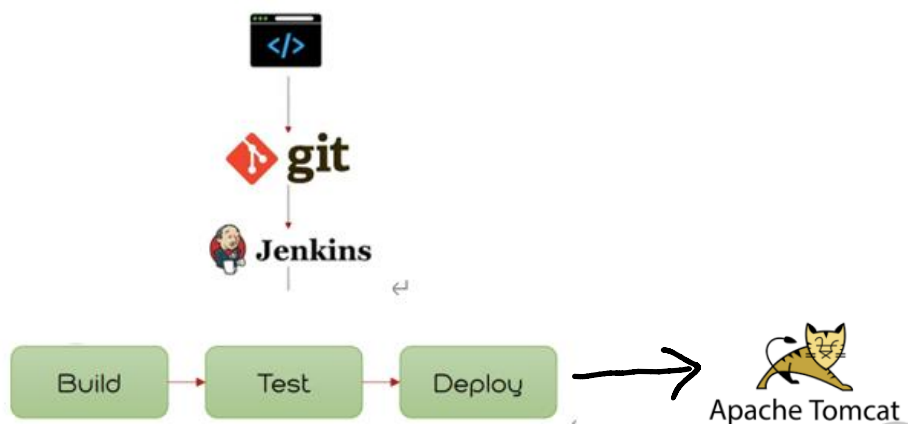 </>
git
Jenkins
Build
Test
Deploy
Apache Tomcat